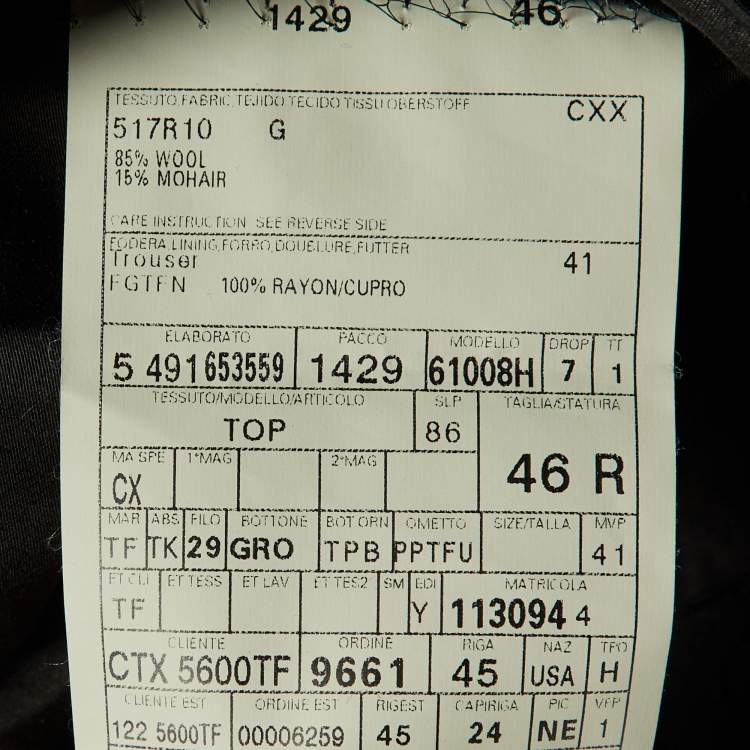 1429 46
TESSUTO,FABRIC,TEJIDO TECIDO TISSU OBERSTOFF CXX
517R10 G
85% WOOL
15% MOHAIR
CARE INSTRUCTION SEE REVERSE SIDE
FODERA,LINING,FORRO,DOUBLURE,FUTTER
Trouser 41
FGTFN 100% RAYON/CUPRO
ELABORATO PACCO MODELLO DROP TT
5 491653559 1429 61008H 7 1
TESSUTO/MODELLO/ARTICOLO SLP TAGLIA/STATURA
TOP 86
46 R
MA SPE 1*MAG 2*MAG
CX
MAR ABS FILO BOTTONE BOT ORN OMETTO SIZE/TALLA MVP
TF TK 29 GRO TPB PPTFU 41
ET CLI ET TESS ET LAV ET TES2 SM EDI MATRICOLA
TF Y 113094 4
CLIENTE ORDINE RIGA NAZ TPO
CTX 5600TF 9661 45 USA H
CLIENTE EST ORDINE EST RIGEST CAPIRIGA PIC VFP
122 5600TF 00006259 45 24 NE 1